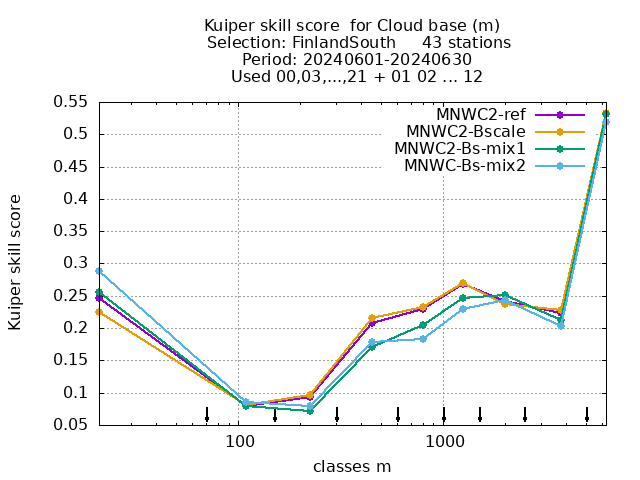 Kuiper skill score  for Cloud base (m)
Selection: FinlandSouth     43 stations
Period: 20240601-20240630
Used 00,03,...,21 + 01 02 ... 12
MNWC2-ref
MNWC2-Bscale
MNWC2-Bs-mix1
MNWC-Bs-mix2
Kuiper skill score
0.55
0.5
0.45
0.4
0.35
0.3
0.25
0.2
0.15
0.1
0.05
100
1000
classes m